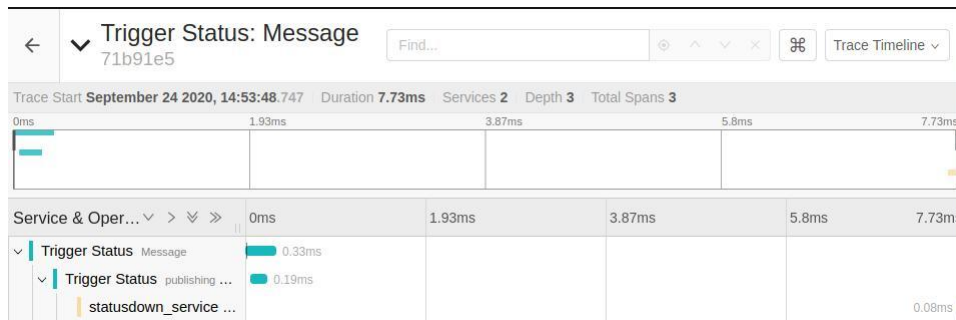 Trigger Status: Message
71b91e5
Find...
⌘
Trace Timeline
Trace Start September 24 2020, 14:53:48.747 Duration 7.73ms Services 2 Depth 3 Total Spans 3
0ms 1.93ms 3.87ms 5.8ms 7.73ms
Service & Oper... 0ms 1.93ms 3.87ms 5.8ms 7.73m
Trigger Status Message 0.33ms
Trigger Status publishing ... 0.19ms
statusdown_service ... 0.08ms